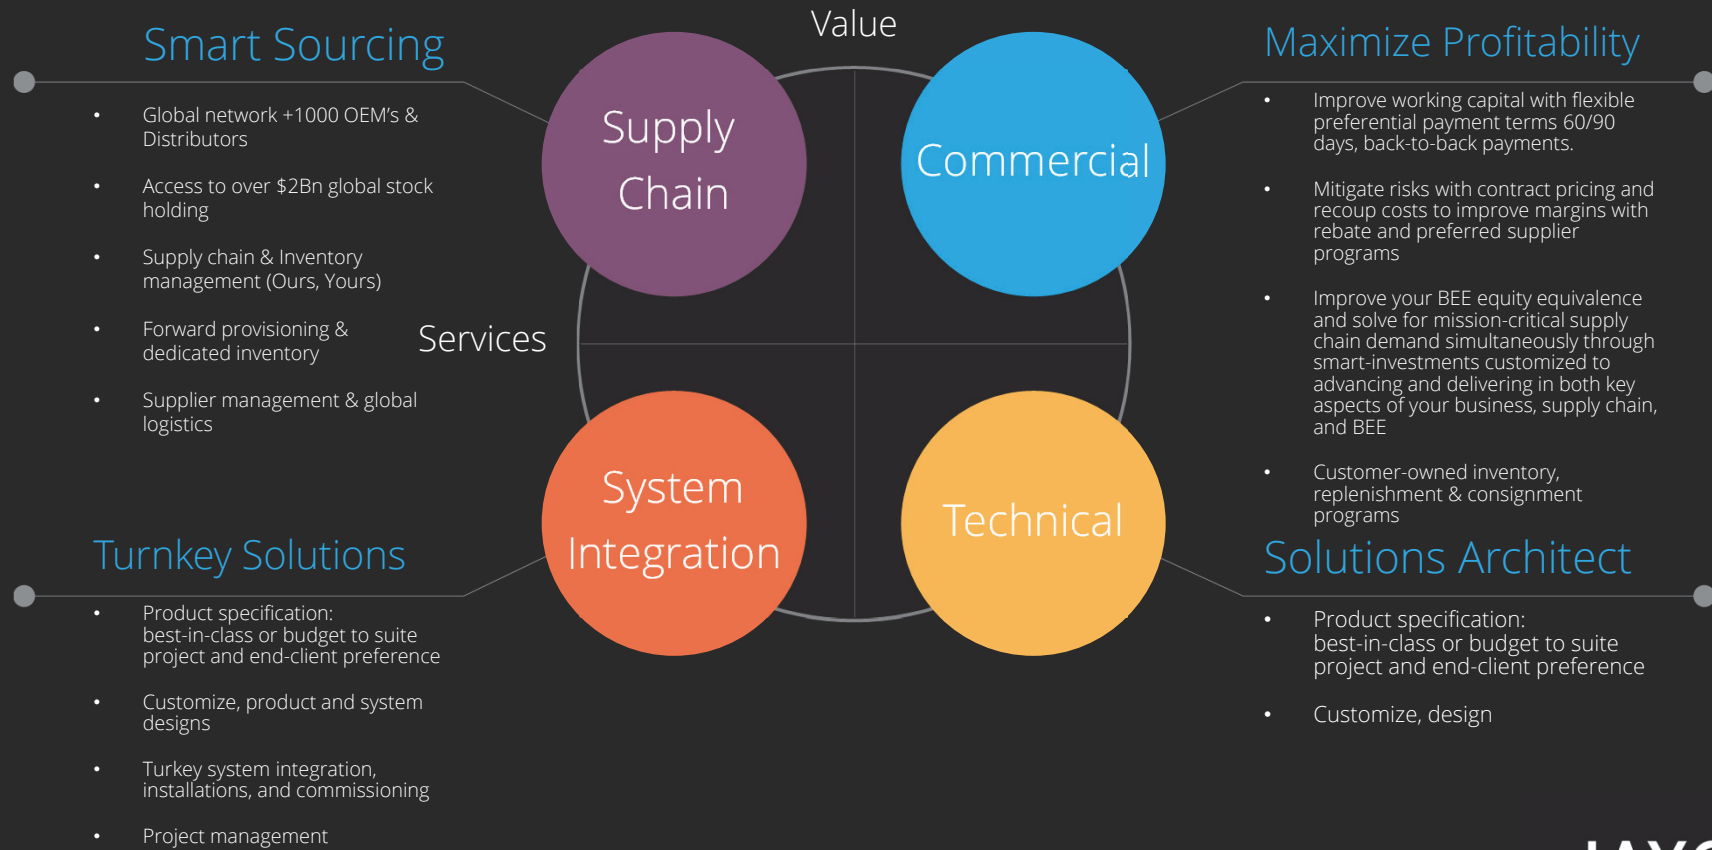 Value
Smart Sourcing
• Global network +1000 OEM's &
Distributors
• Access to over $2Bn global stock
holding
• Supply chain & Inventory
management (Ours, Yours)
• Forward provisioning &
dedicated inventory
• Supplier management & global
logistics
Supply
Chain
Commercial
Maximize Profitability
• Improve working capital with flexible
preferential payment terms 60/90
days, back-to-back payments.
• Mitigate risks with contract pricing and
recoup costs to improve margins with
rebate and preferred supplier
programs
• Improve your BEE equity equivalence
and solve for mission-critical supply
chain demand simultaneously through
smart-investments customized to
advancing and delivering in both key
aspects of your business, supply chain,
and BEE
• Customer-owned inventory,
replenishment & consignment
programs
Services
System
Integration
Technical
Turnkey Solutions
• Product specification:
best-in-class or budget to suite
project and end-client preference
• Customize, product and system
designs
• Turkey system integration,
installations, and commissioning
• Project management
Solutions Architect
• Product specification:
best-in-class or budget to suite
project and end-client preference
• Customize, design